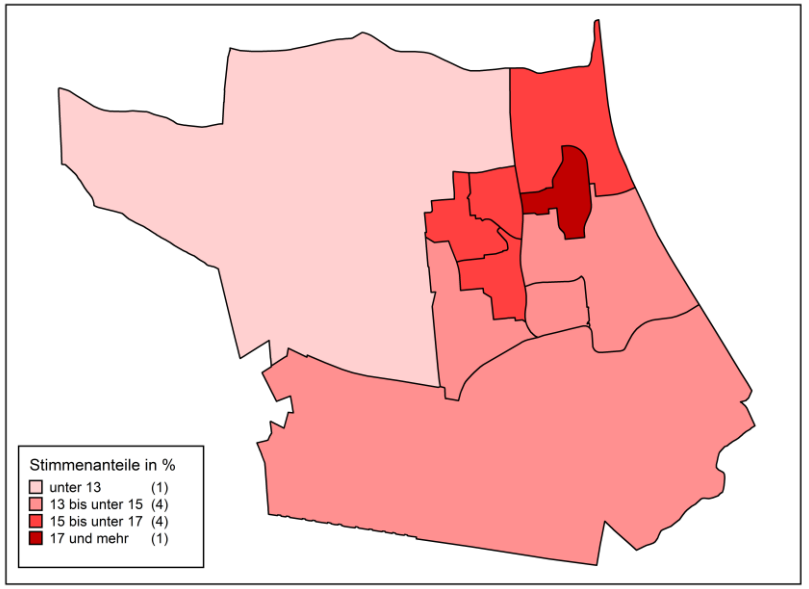 Stimmenanteile in %
unter 13 (1)
13 bis unter 15 (4)
15 bis unter 17 (4)
17 und mehr (1)